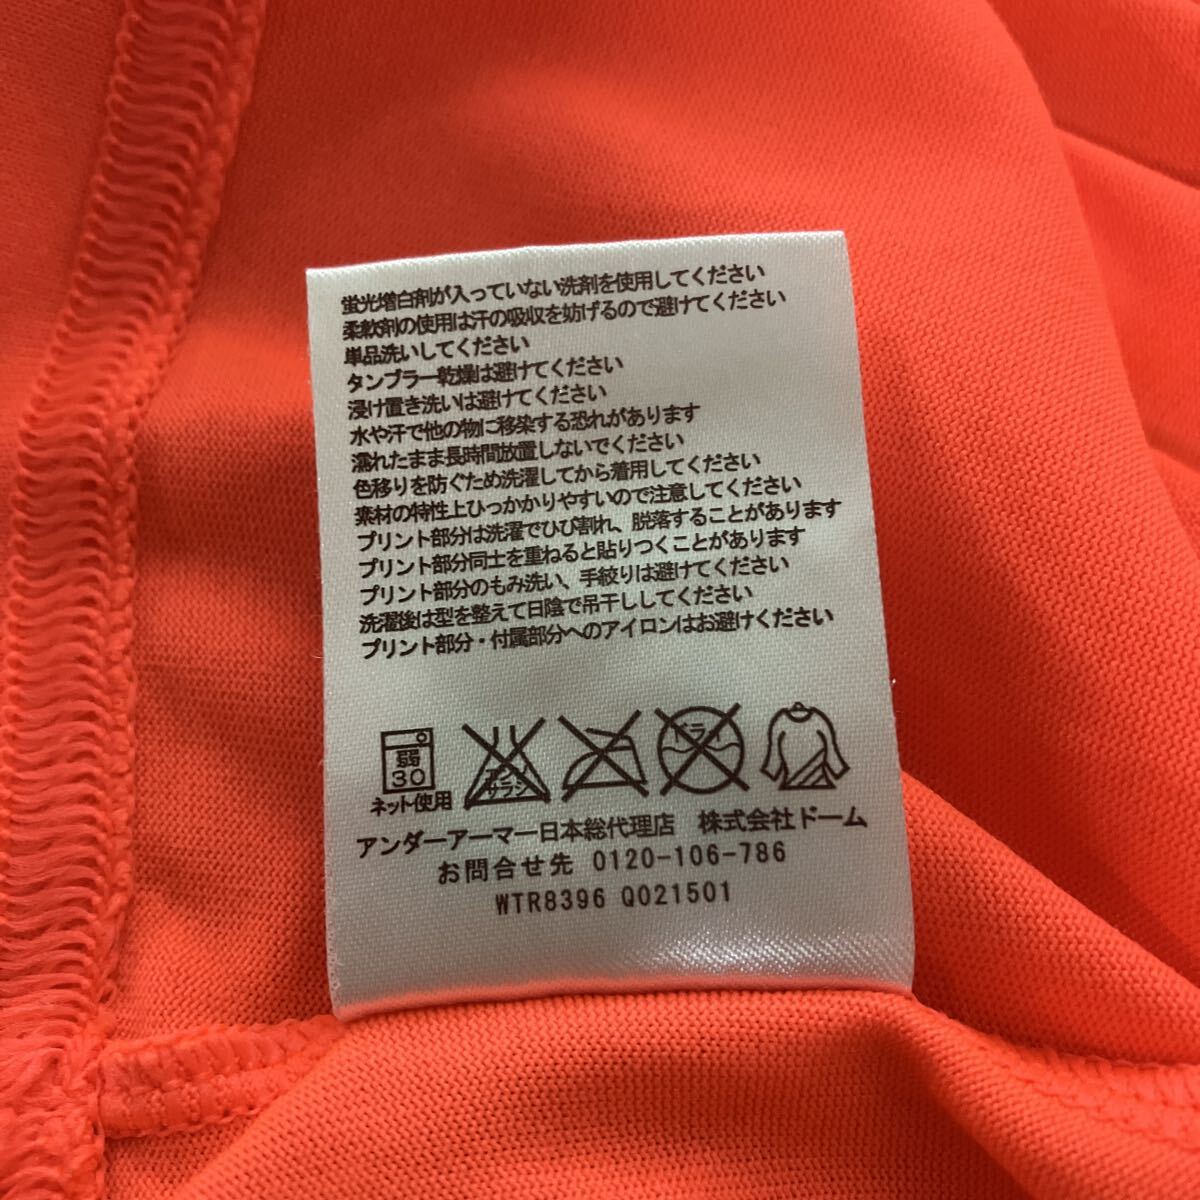 蛍光増白剤が入っていない洗剤を使用してください
柔軟剤の使用は汗の吸収を妨げるので避けてください
単品洗いしてください
タンブラー乾燥は避けてください
浸け置き洗いは避けてください
水や汗で他の物に移染する恐れがあります
濡れたまま長時間放置しないでください
色移りを防ぐため洗濯してから着用してください
素材の特性上ひっかかりやすいので注意してください
プリント部分は洗濯でひび割れ、脱落することがあります
プリント部分同士を重ねると貼りつくことがあります
プリント部分のもみ洗い、手絞りは避けてください
洗濯後は型を整えて日陰で吊干ししてください
プリント部分・付属部分へのアイロンはお避けください
弱
30
ネット使用
エンソ
サラシ
ドライ
アンダーアーマー日本総代理店 株式会社ドーム
お問合せ先 0120-106-786
WTR8396 Q021501